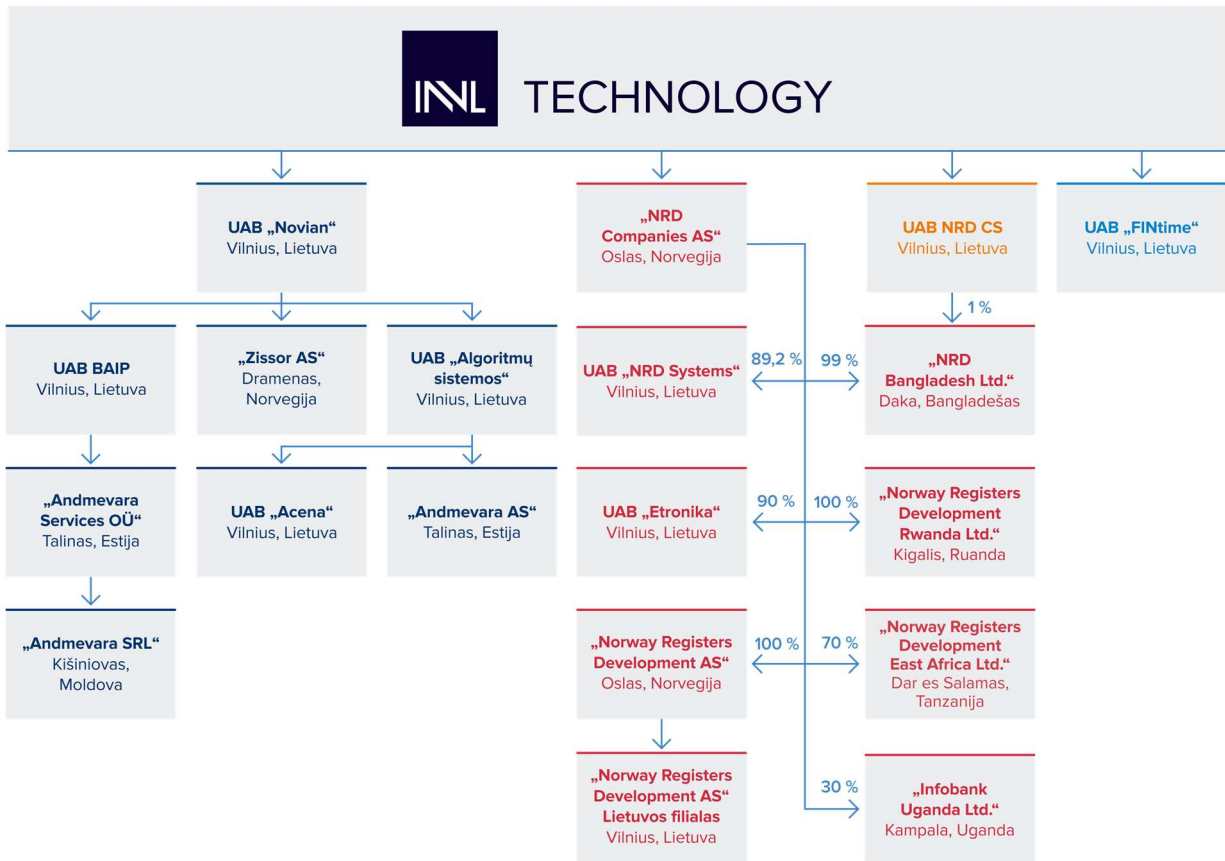 INVL TECHNOLOGY
UAB „Novian“
Vilnius, Lietuva
„NRD
Companies AS“
Oslas, Norvegija
UAB NRD CS
Vilnius, Lietuva
UAB „FINtime“
Vilnius, Lietuva
1 %
UAB BAIP
Vilnius, Lietuva
„Zissor AS“
Dramenas,
Norvegija
UAB „Algoritmų
sistemos“
Vilnius, Lietuva
UAB „NRD Systems“
Vilnius, Lietuva
89,2 %
99 %
„NRD
Bangladesh Ltd.“
Daka, Bangladešas
„Andmevara
Services OÜ“
Talinas, Estija
UAB „Acena“
Vilnius, Lietuva
„Andmevara AS“
Talinas, Estija
UAB „Etronika“
Vilnius, Lietuva
90 %
100 %
„Norway Registers
Development
Rwanda Ltd.“
Kigalis, Ruanda
„Andmevara SRL“
Kišiniovas,
Moldova
„Norway Registers
Development AS“
Oslas, Norvegija
100 %
70 %
„Norway Registers
Development
East Africa Ltd.“
Dar es Salamas,
Tanzanija
„Norway Registers
Development AS“
Lietuvos filialas
Vilnius, Lietuva
30 %
„Infobank
Uganda Ltd.“
Kampala, Uganda